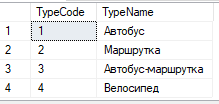 TypeCode TypeName
1 1 Автобус
2 2 Маршрутка
3 3 Автобус-маршрутка
4 4 Велосипед